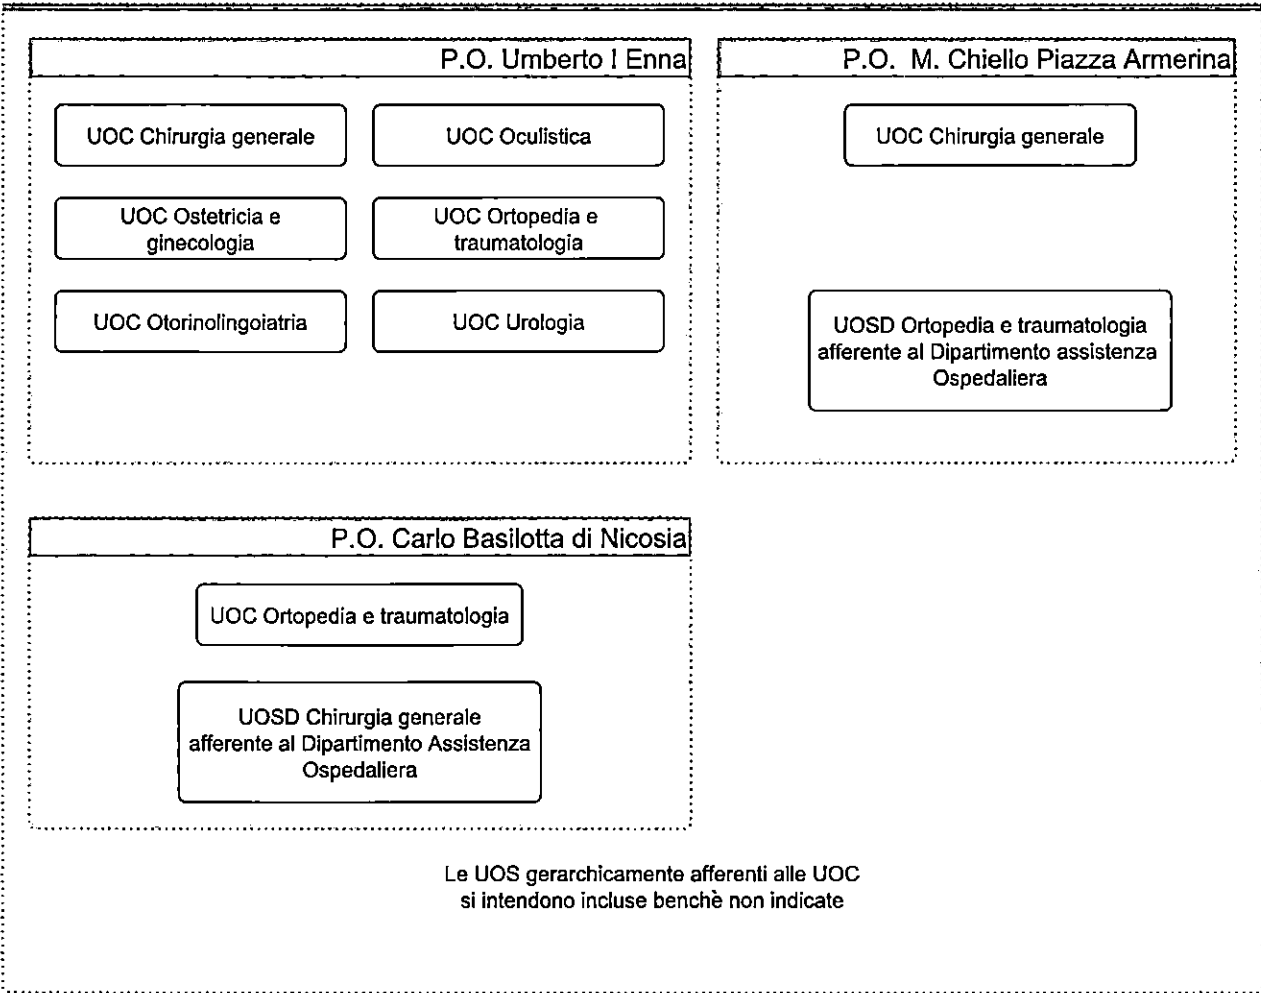 P.O. Umberto I Enna
UOC Chirurgia generale
UOC Oculistica
UOC Ostetricia e
ginecologia
UOC Ortopedia e
traumatologia
UOC Otorinolingoiatria
UOC Urologia
P.O. M. Chiello Piazza Armerina
UOC Chirurgia generale
UOSD Ortopedia e traumatologia
afferente al Dipartimento assistenza
Ospedaliera
P.O. Carlo Basilotta di Nicosia
UOC Ortopedia e traumatologia
UOSD Chirurgia generale
afferente al Dipartimento Assistenza
Ospedaliera
Le UOS gerarchicamente afferenti alle UOC
si intendono incluse benchè non indicate